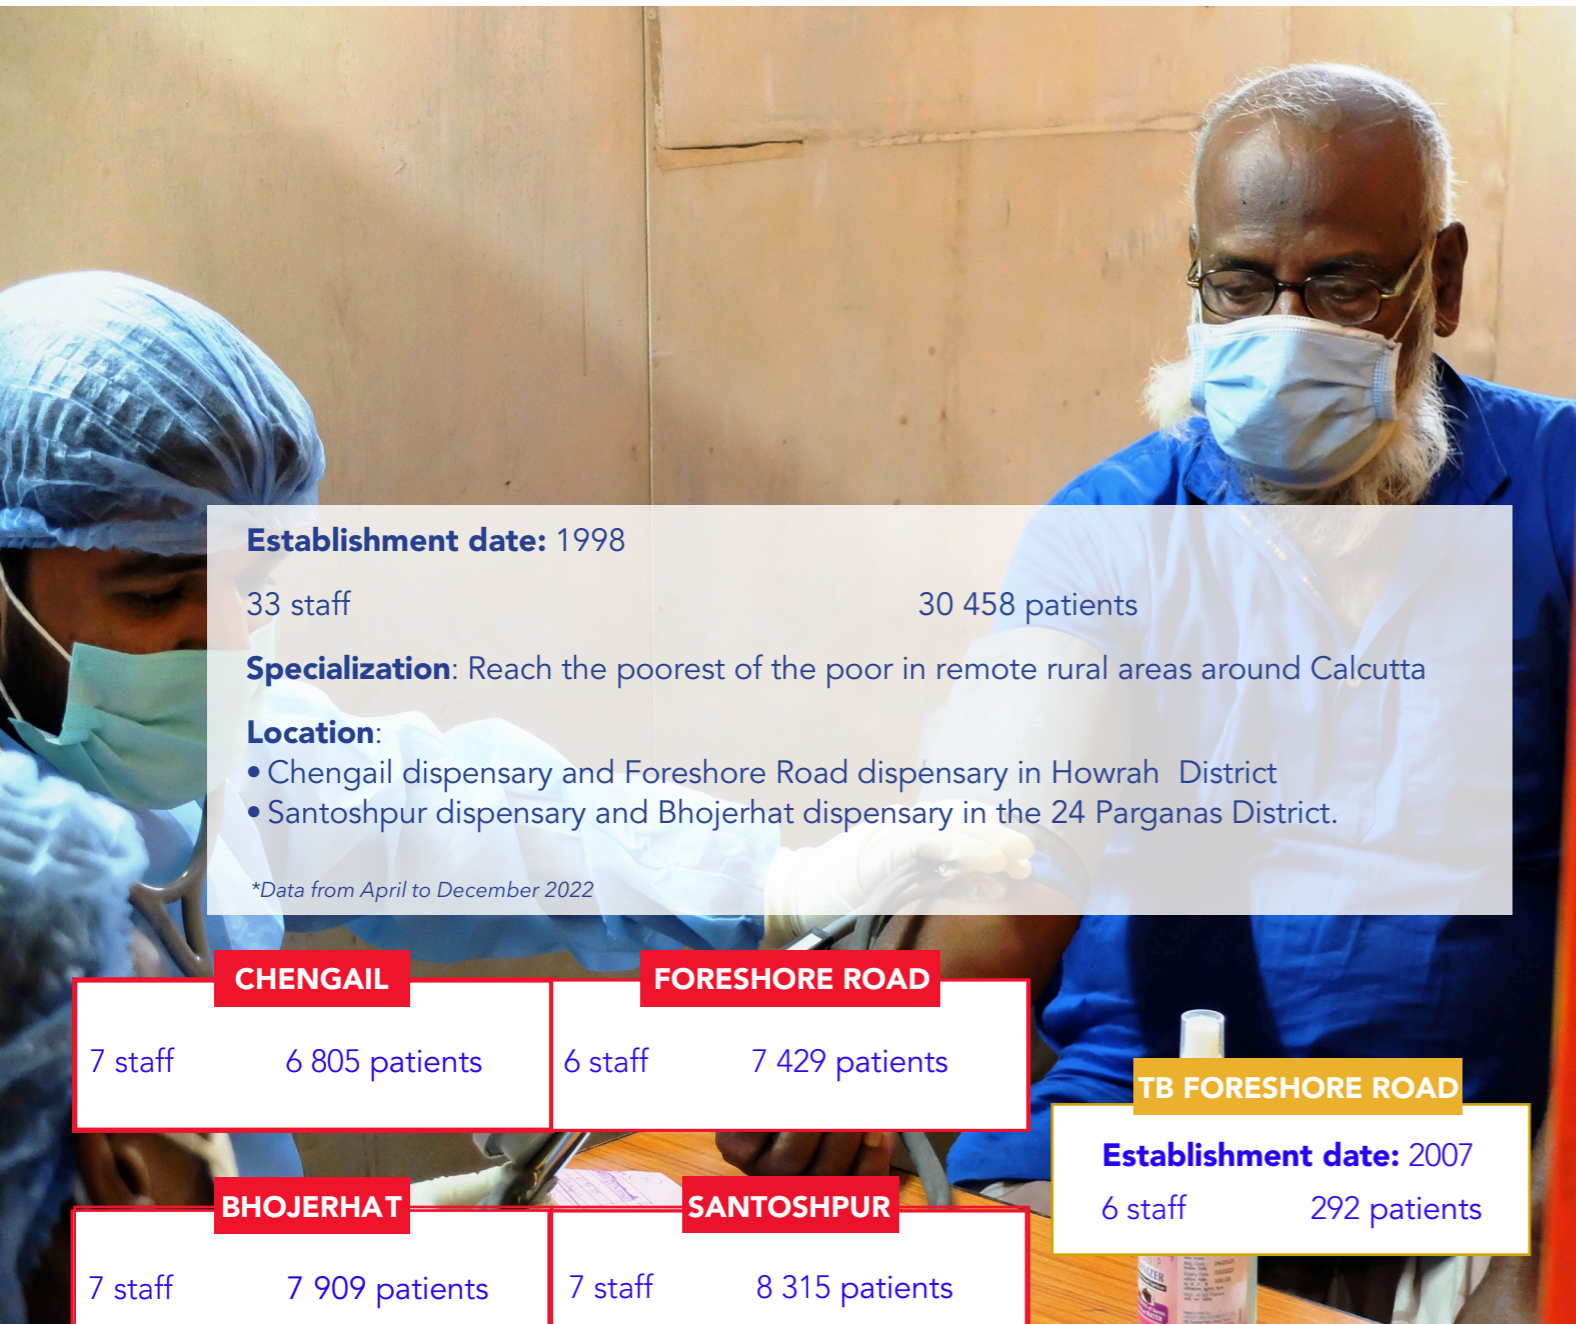 Establishment date: 1998
33 staff 30 458 patients
Specialization: Reach the poorest of the poor in remote rural areas around Calcutta
Location:
• Chengail dispensary and Foreshore Road dispensary in Howrah District
• Santoshpur dispensary and Bhojerhat dispensary in the 24 Parganas District.
*Data from April to December 2022
CHENGAIL
7 staff 6 805 patients
FORESHORE ROAD
6 staff 7 429 patients
TB FORESHORE ROAD
Establishment date: 2007
6 staff 292 patients
BHOJERHAT
7 staff 7 909 patients
SANTOSHPUR
7 staff 8 315 patients